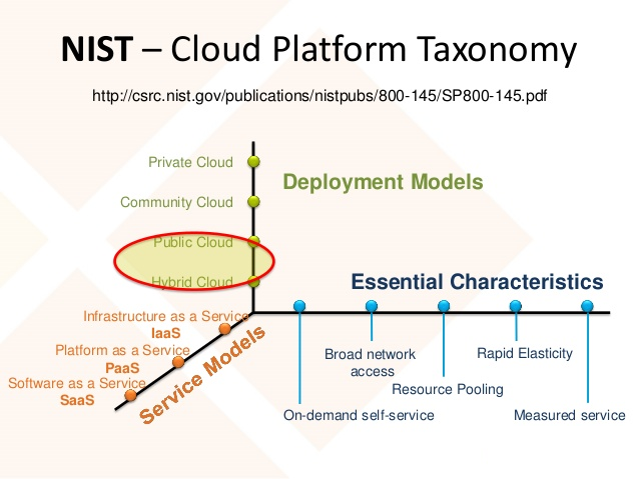 NIST – Cloud Platform Taxonomy
http://csrc.nist.gov/publications/nistpubs/800-145/SP800-145.pdf
Private Cloud
Deployment Models
Community Cloud
Public Cloud
Hybrid Cloud
Essential Characteristics
Infrastructure as a Service
IaaS
Platform as a Service
PaaS
Software as a Service
SaaS
Service Models
Broad network
access
Rapid Elasticity
Resource Pooling
On-demand self-service
Measured service